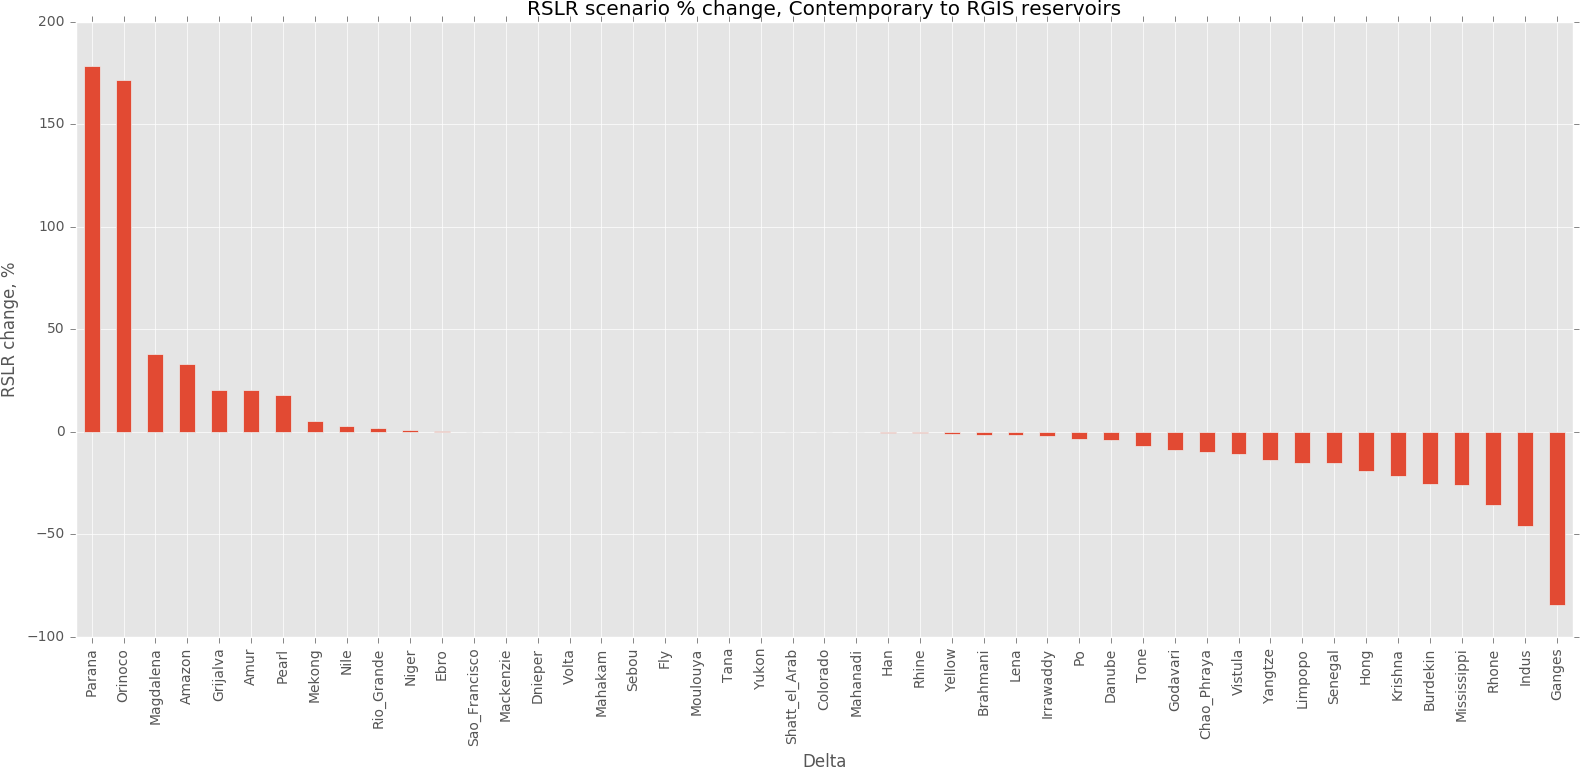 RSLR scenario % change, Contemporary to RGIS reservoirs
200
150
100
50
0
−50
−100
RSLR change, %
Parana
Orinoco
Magdalena
Amazon
Grijalva
Amur
Pearl
Mekong
Nile
Rio_Grande
Niger
Ebro
Sao_Francisco
Mackenzie
Dnieper
Volta
Mahakam
Sebou
Fly
Moulouya
Tana
Yukon
Shatt_el_Arab
Colorado
Mahanadi
Han
Rhine
Yellow
Brahmani
Lena
Irrawaddy
Po
Danube
Tone
Godavari
Chao_Phraya
Vistula
Yangtze
Limpopo
Senegal
Hong
Krishna
Burdekin
Mississippi
Rhone
Indus
Ganges
Delta